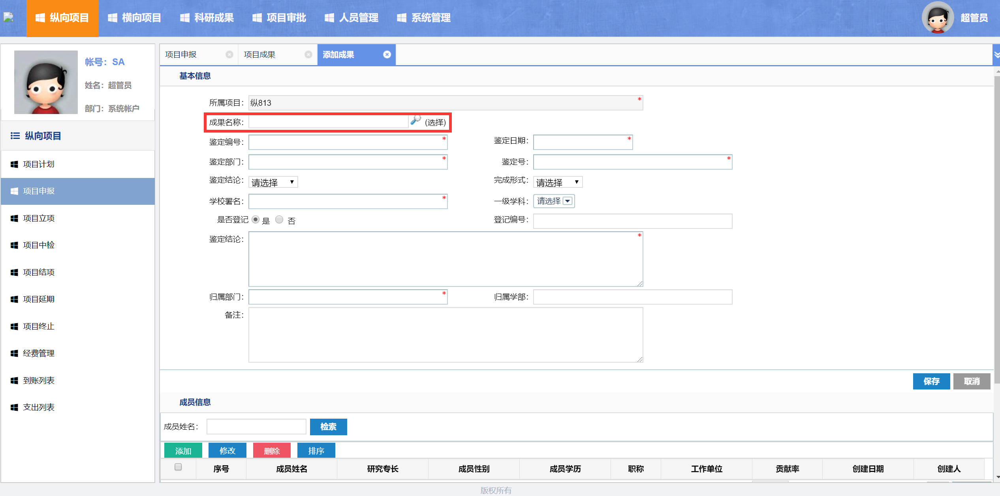 纵向项目 横向项目 科研成果 项目审批 人员管理 系统管理 超管员
帐号：SA
姓名：超管员
部门：系统帐户
纵向项目
项目计划
项目申报
项目立项
项目中检
项目结项
项目延期
项目终止
经费管理
到账列表
支出列表
项目申报 项目成果 添加成果
基本信息
所属项目： 纵813 *
成果名称： (选择)
鉴定编号： * 鉴定日期： *
鉴定部门： * 鉴定号： *
鉴定结论： 请选择 完成形式： 请选择
学校署名： * 一级学科： 请选择
是否登记 是 否 登记编号：
鉴定结论： *
归属部门： * 归属学部：
备注：
保存 取消
成员信息
成员姓名： 检索
添加 修改 删除 排序
序号 成员姓名 研究专长 成员性别 成员学历 职称 工作单位 贡献率 创建日期 创建人
版权所有